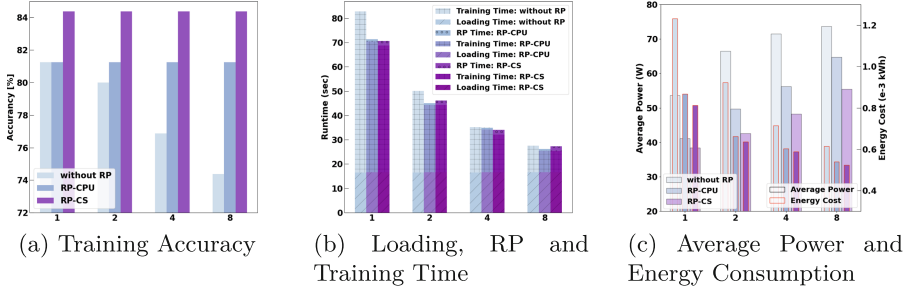 84
82
80
78
76
74
72
Accurancy [%]
without RP
RP-CPU
RP-CS
1 2 4 8
(a) Training Accuracy
80
70
60
50
40
30
20
10
0
Runtime (sec)
Training Time: without RP
Loading Time: without RP
RP Time: RP-CPU
Training Time: RP-CPU
Loading Time: RP-CPU
RP Time: RP-CS
Training Time: RP-CS
Loading Time: RP-CS
1 2 4 8
(b) Loading, RP and
Training Time
80
70
60
50
40
30
20
Average Power (W)
1.2
1.0
0.8
0.6
0.4
Energy Cost (e-3 kWh)
without RP
RP-CPU
RP-CS
Average Power
Energy Cost
1 2 4 8
(c) Average Power and
Energy Consumption